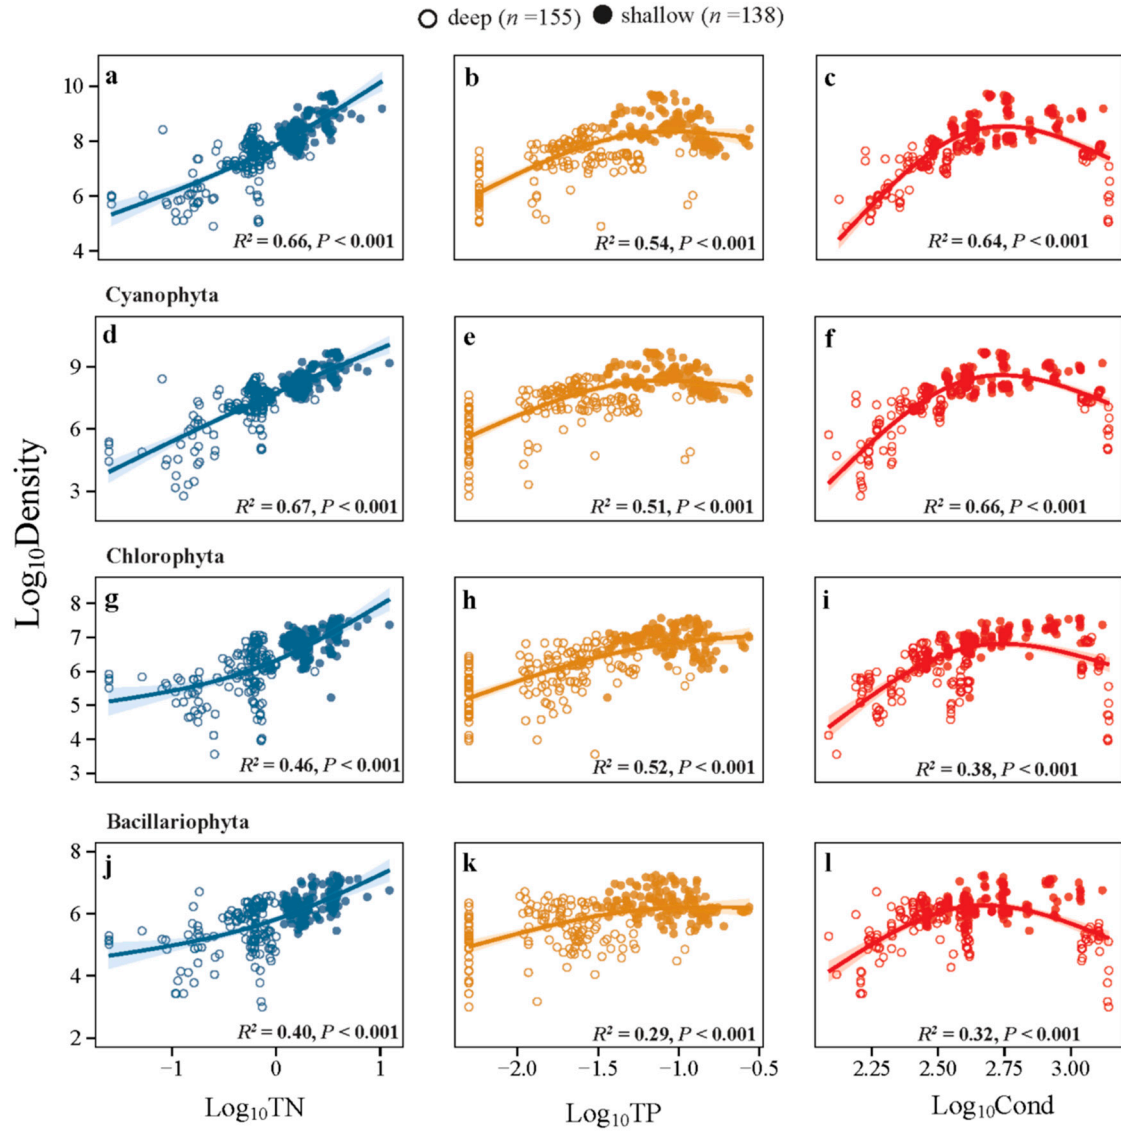 deep (n =155) shallow (n =138)
a b c
10
8
6
4
R² = 0.66, P < 0.001 R² = 0.54, P < 0.001 R² = 0.64, P < 0.001
Cyanophyta
d e f
9
6
3
R² = 0.67, P < 0.001 R² = 0.51, P < 0.001 R² = 0.66, P < 0.001
Log₁₀Density
Chlorophyta
g h i
8
7
6
5
4
3
R² = 0.46, P < 0.001 R² = 0.52, P < 0.001 R² = 0.38, P < 0.001
Bacillariophyta
j k l
8
6
4
2
R² = 0.40, P < 0.001 R² = 0.29, P < 0.001 R² = 0.32, P < 0.001
−1 0 1 −2.0 −1.5 −1.0 −0.5 2.25 2.50 2.75 3.00
Log₁₀TN Log₁₀TP Log₁₀Cond